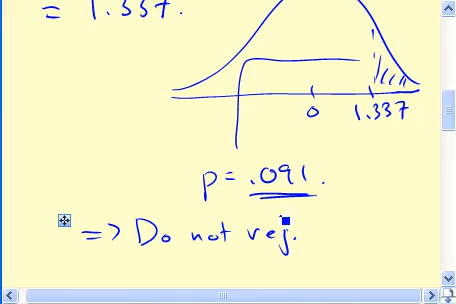 = 1.337.
0 1.337
p = .091.
=> Do not rej.